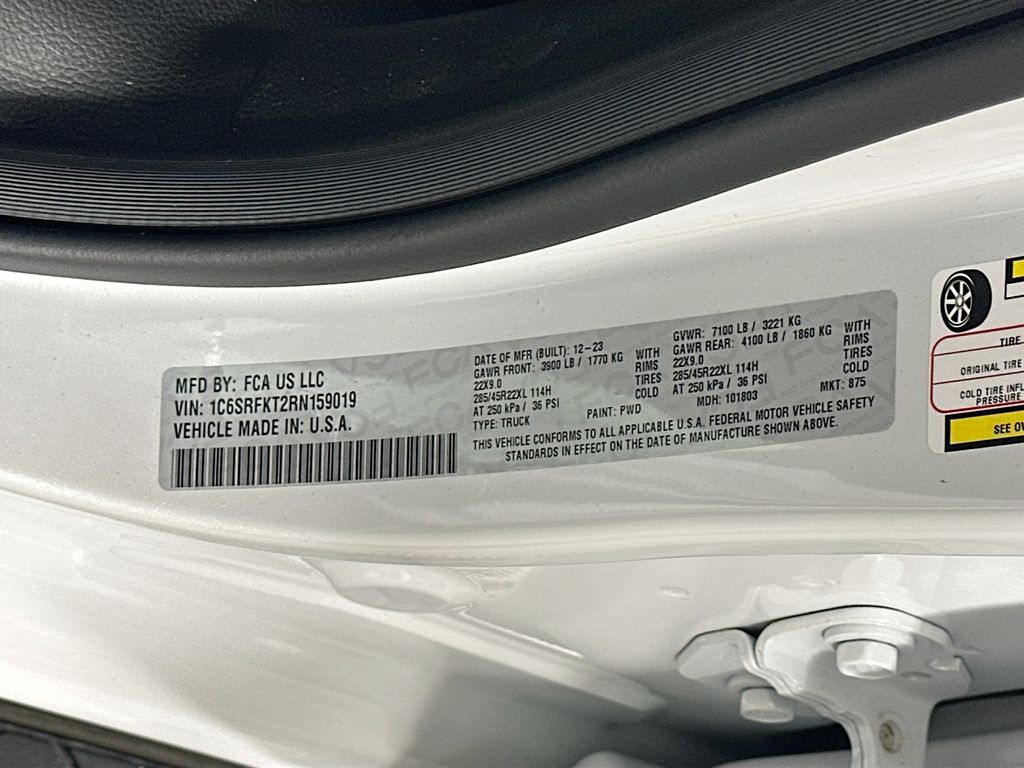 MFD BY: FCA US LLC
VIN: 1C6SRFKT2RN159019
VEHICLE MADE IN: U.S.A.
DATE OF MFR (BUILT): 12-23
GAWR FRONT: 3900 LB / 1770 KG WITH
22X9.0 RIMS
285/45R22XL 114H TIRES
AT 250 kPa / 36 PSI COLD
TYPE: TRUCK PAINT: PWD
GVWR: 7100 LB / 3221 KG
GAWR REAR: 4100 LB / 1860 KG WITH
22X9.0 RIMS
285/45R22XL 114H TIRES
AT 250 kPa / 36 PSI COLD
MDH: 101803 MKT: 875
THIS VEHICLE CONFORMS TO ALL APPLICABLE U.S.A. FEDERAL MOTOR VEHICLE SAFETY
STANDARDS IN EFFECT ON THE DATE OF MANUFACTURE SHOWN ABOVE.
TIRE
ORIGINAL TIRE
COLD TIRE INFL
PRESSURE
SEE OW